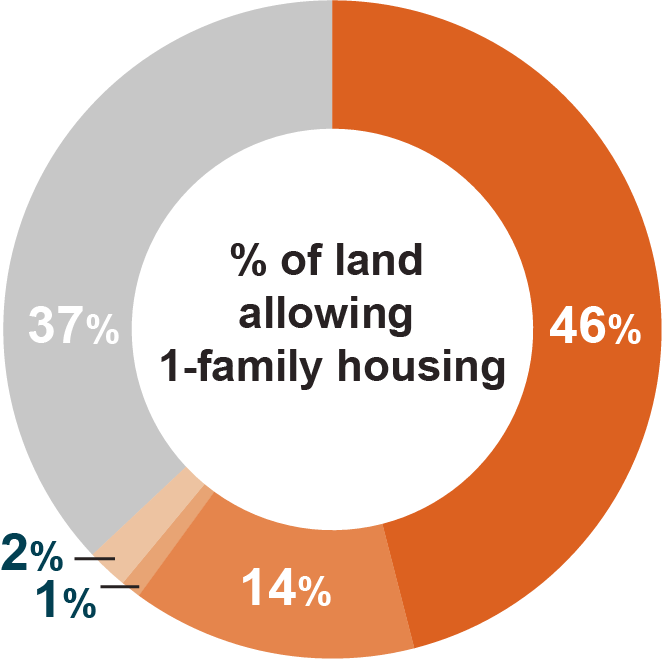 % of land
allowing
1-family housing
37%
46%
2%
1%
14%